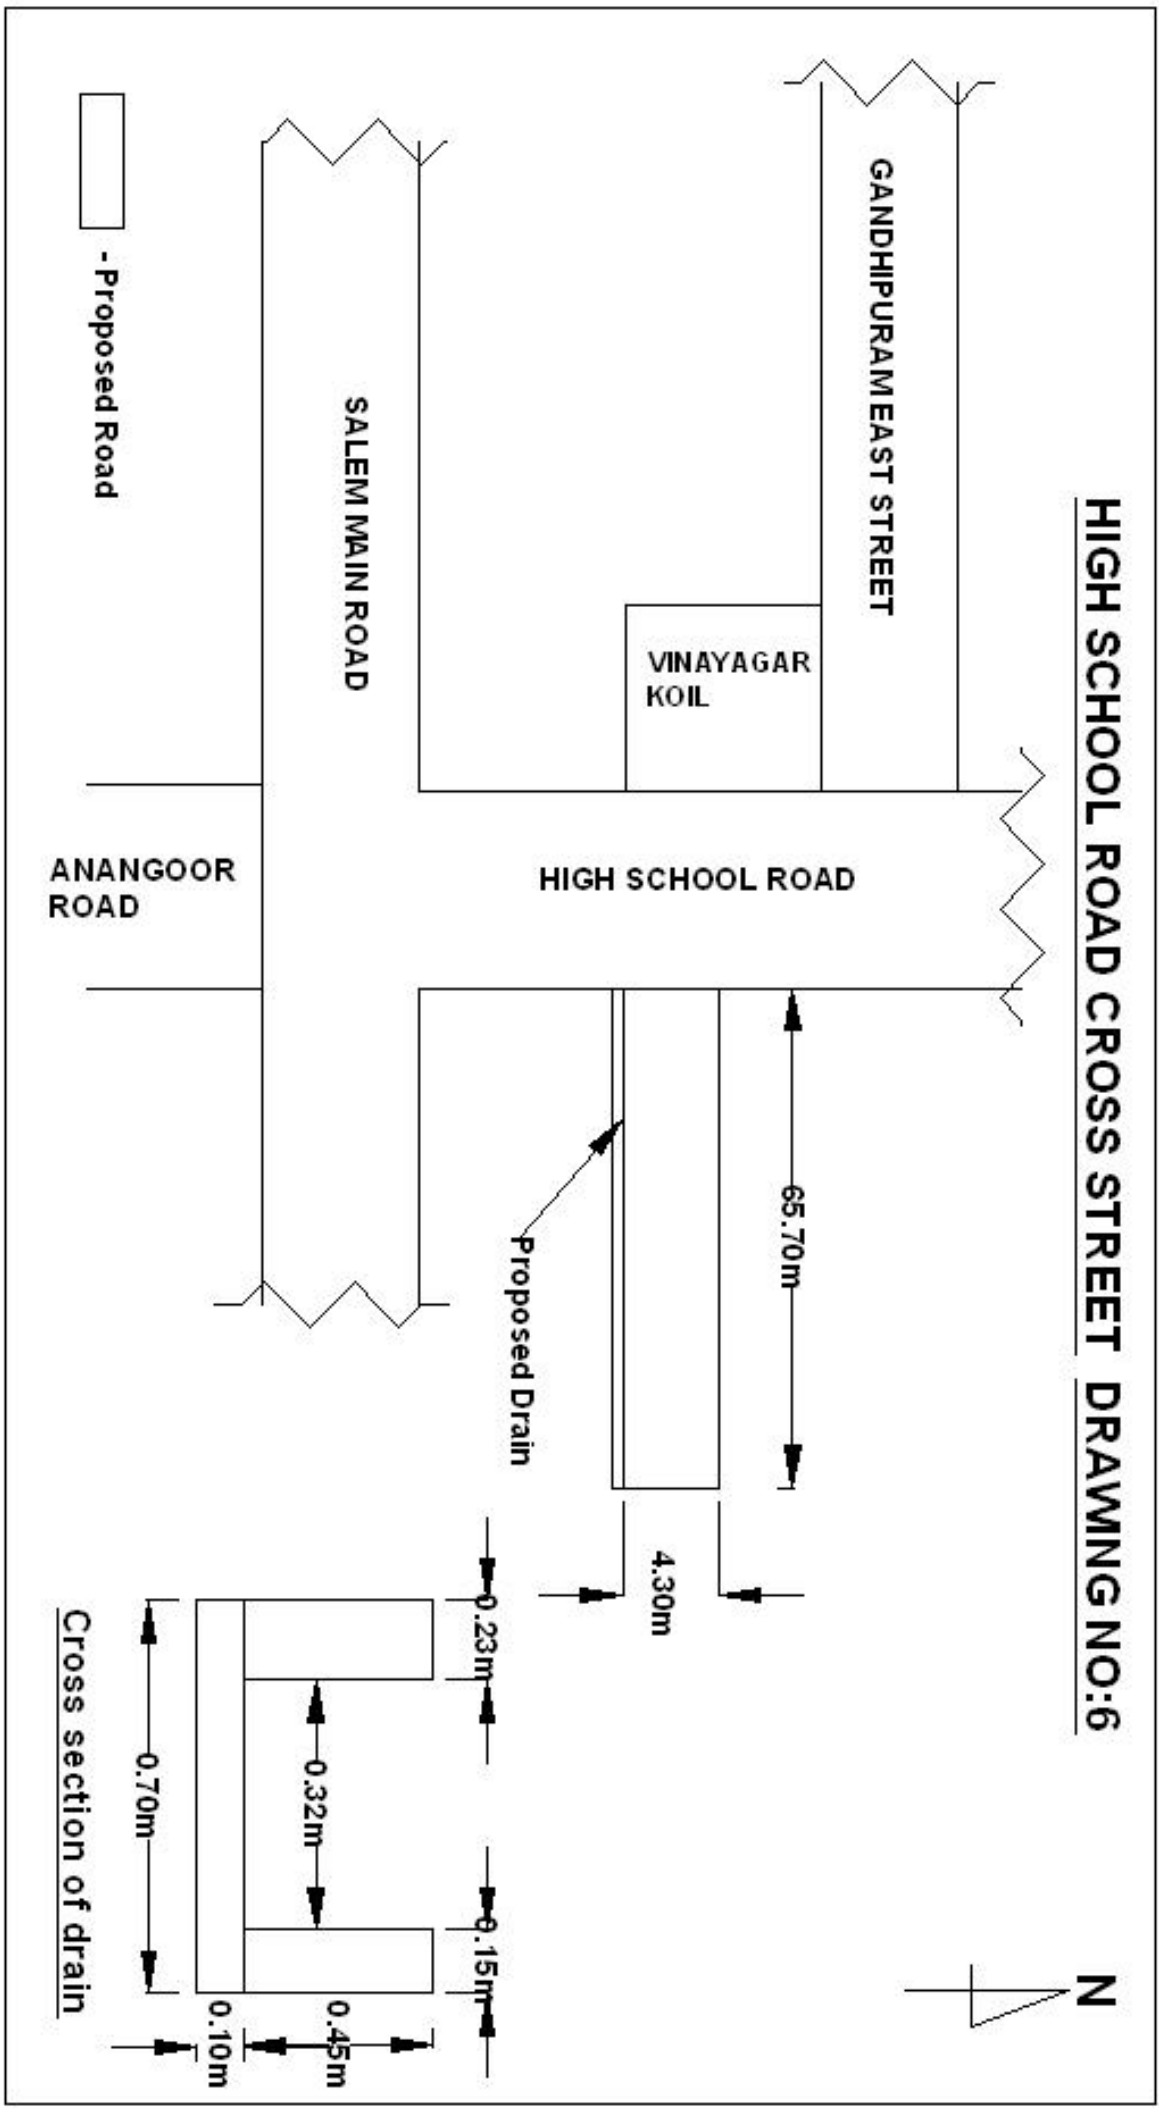 HIGH SCHOOL ROAD CROSS STREET DRAWING NO:6
N
GANDHIPURAM EAST STREET
VINAYAGAR
KOIL
HIGH SCHOOL ROAD
65.70m
4.30m
Proposed Drain
SALEM MAIN ROAD
ANANGOOR
ROAD
- Proposed Road
0.23m
0.15m
0.32m
0.45m
0.70m
0.10m
Cross section of drain